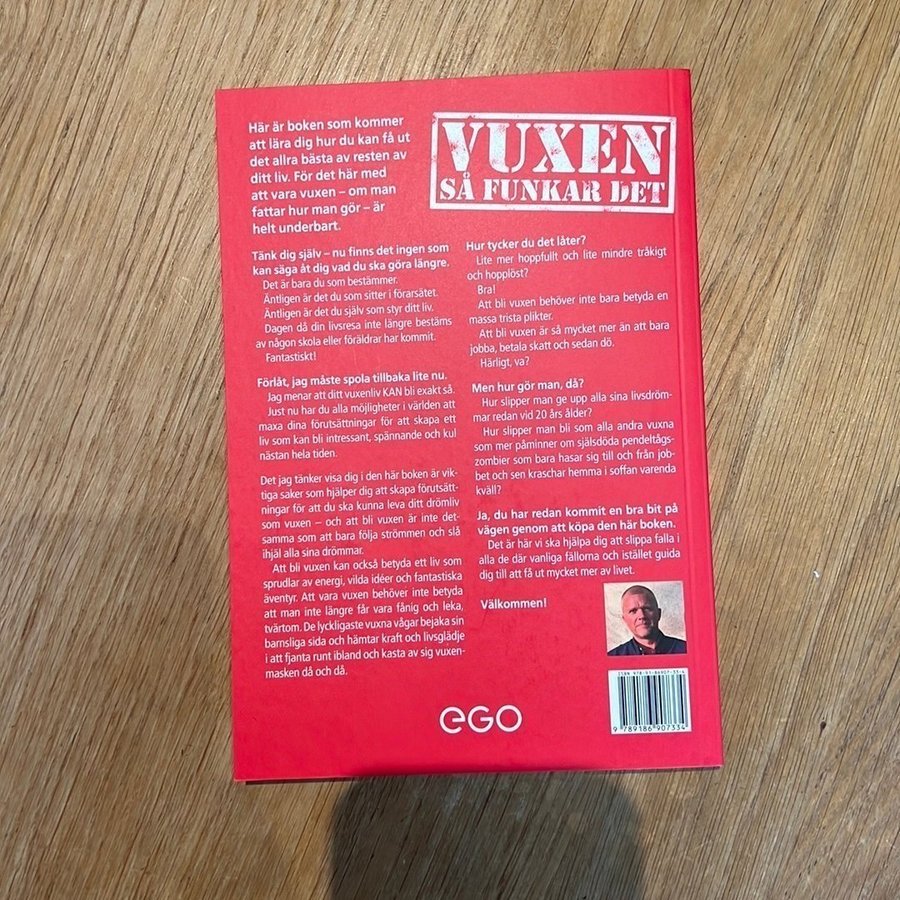 Här är boken som kommer
att lära dig hur du kan få ut
det allra bästa av resten av
ditt liv. För det här med
att vara vuxen – om man
fattar hur man gör – är
helt underbart.
VUXEN
SÅ FUNKAR DET
Tänk dig själv – nu finns det ingen som
kan säga åt dig vad du ska göra längre.
Det är bara du som bestämmer.
Äntligen är det du som sitter i förarsätet.
Äntligen är det du själv som styr ditt liv.
Dagen då din livsresa inte längre bestäms
av någon skola eller föräldrar har kommit.
Fantastiskt!
Förlåt, jag måste spola tillbaka lite nu.
Jag menar att ditt vuxenliv KAN bli exakt så.
Just nu har du alla möjligheter i världen att
maxa dina förutsättningar för att skapa ett
liv som kan bli intressant, spännande och kul
nästan hela tiden.
Det jag tänker visa dig i den här boken är vik-
tiga saker som hjälper dig att skapa förutsätt-
ningar för att du ska kunna leva ditt drömliv
som vuxen – och att bli vuxen är inte det-
samma som att bara följa strömmen och slå
ihjäl alla sina drömmar.
Att bli vuxen kan också betyda ett liv som
sprudlar av energi, vilda idéer och fantastiska
äventyr. Att vara vuxen behöver inte betyda
att man inte längre får vara fånig och leka,
tvärtom. De lyckligaste vuxna vågar bejaka sin
barnsliga sida och hämtar kraft och livsglädje
i att fjanta runt ibland och kasta av sig vuxen-
masken då och då.
Hur tycker du det låter?
Lite mer hoppfullt och lite mindre tråkigt
och hopplöst?
Bra!
Att bli vuxen behöver inte bara betyda en
massa trista plikter.
Att bli vuxen är så mycket mer än att bara
jobba, betala skatt och sedan dö.
Härligt, va?
Men hur gör man, då?
Hur slipper man ge upp alla sina livsdröm-
mar redan vid 20 års ålder?
Hur slipper man bli som alla andra vuxna
som mer påminner om själsdöda pendeltågs-
zombier som bara hasar sig till och från job-
bet och sen kraschar hemma i soffan varenda
kväll?
Ja, du har redan kommit en bra bit på
vägen genom att köpa den här boken.
Det är här vi ska hjälpa dig att slippa falla i
alla de där vanliga fällorna och istället guida
dig till att få ut mycket mer av livet.
Välkommen!
ISBN 978-91-86907-33-4
9 789186 907334
eGO